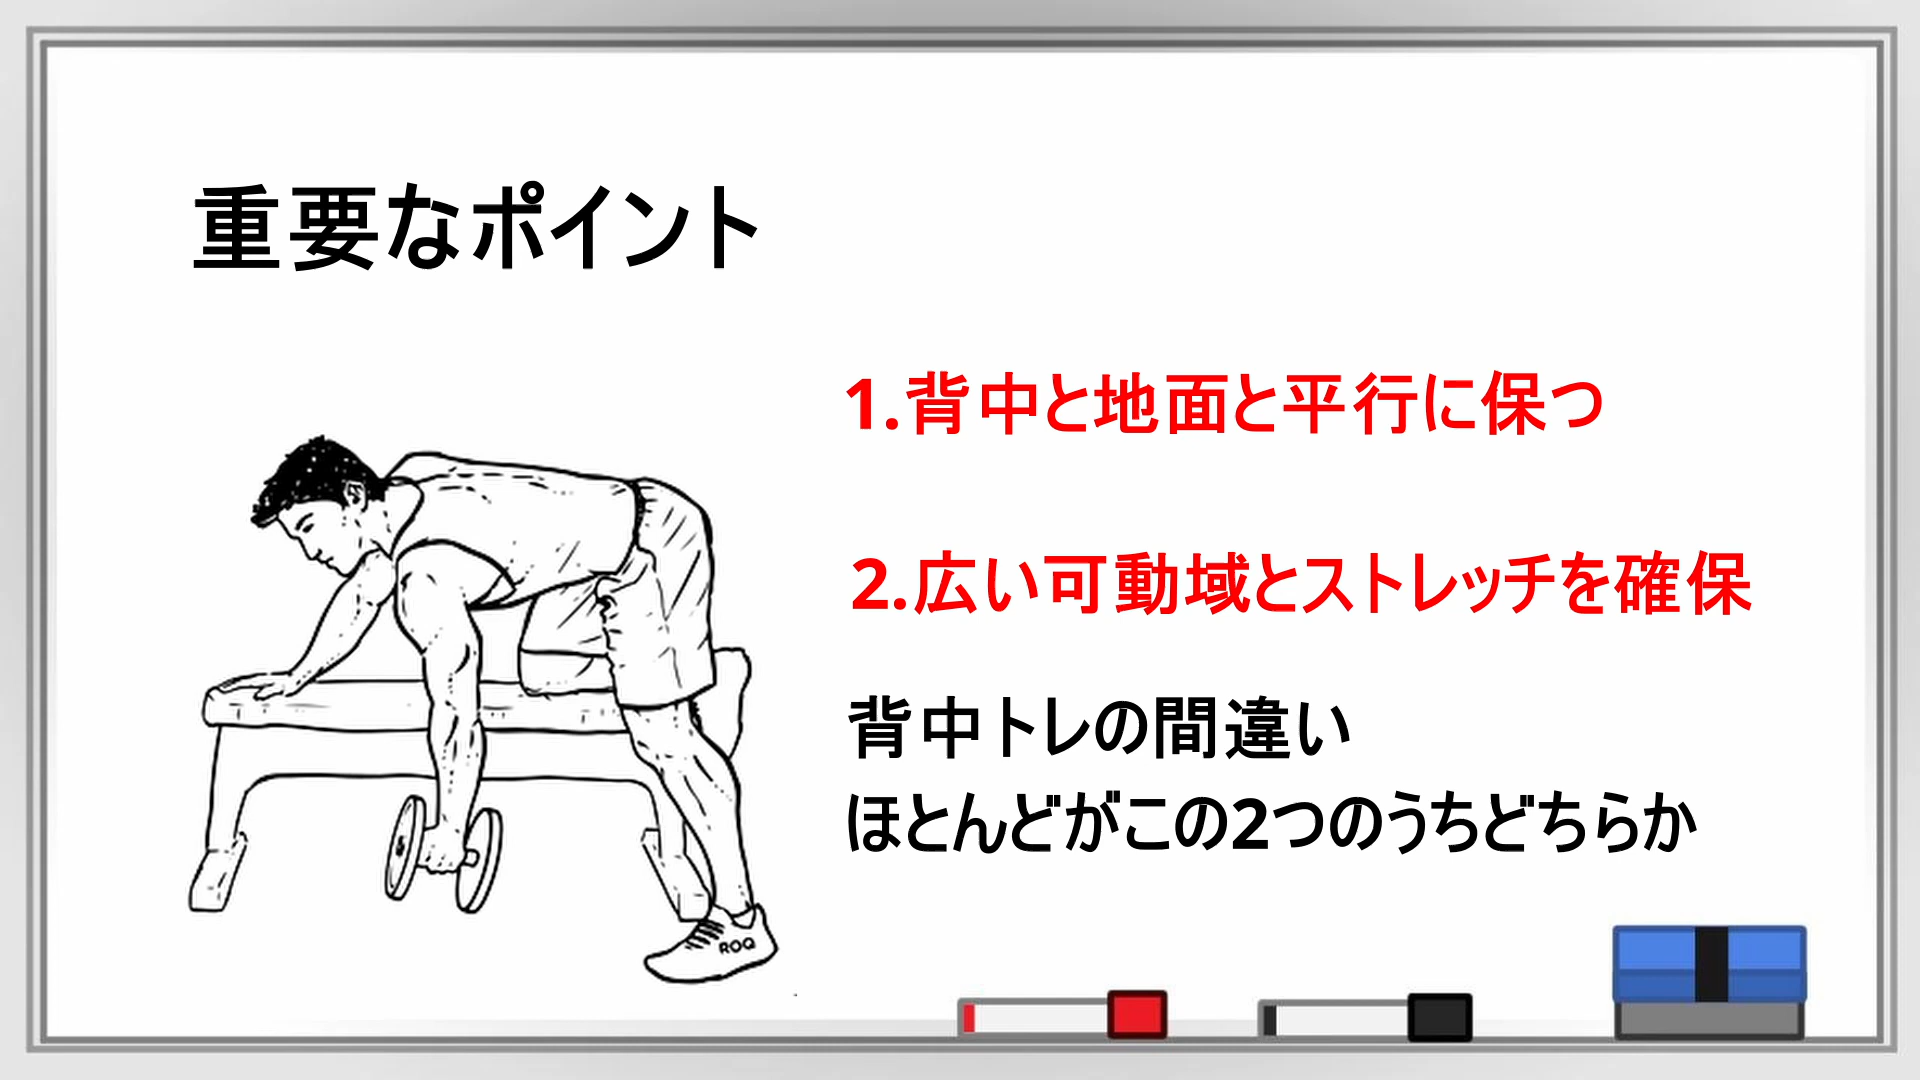 重要なポイント
1.背中と地面と平行に保つ
2.広い可動域とストレッチを確保
背中トレの間違い
ほとんどがこの2つのうちどちらか
ROQ